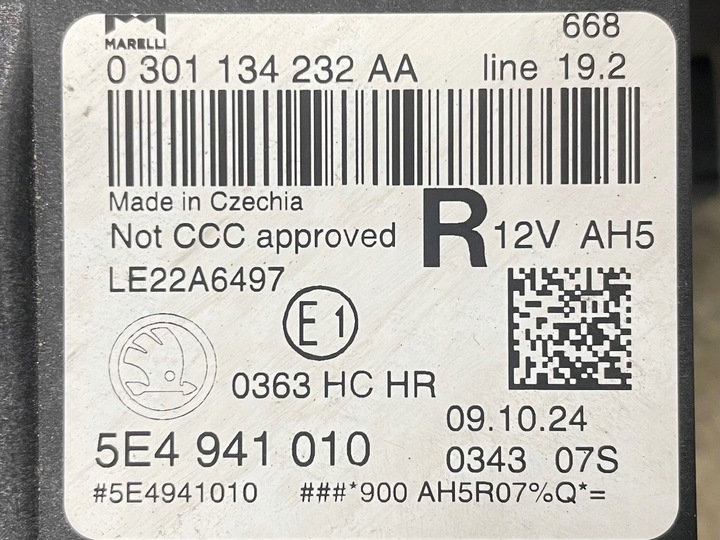 668
MARELLI
0 301 134 232 AA line 19.2
Made in Czechia
Not CCC approved R 12V AH5
LE22A6497
E1
0363 HC HR
09.10.24
5E4 941 010
0343 07S
#5E4941010 ###*900 AH5R07%Q*=